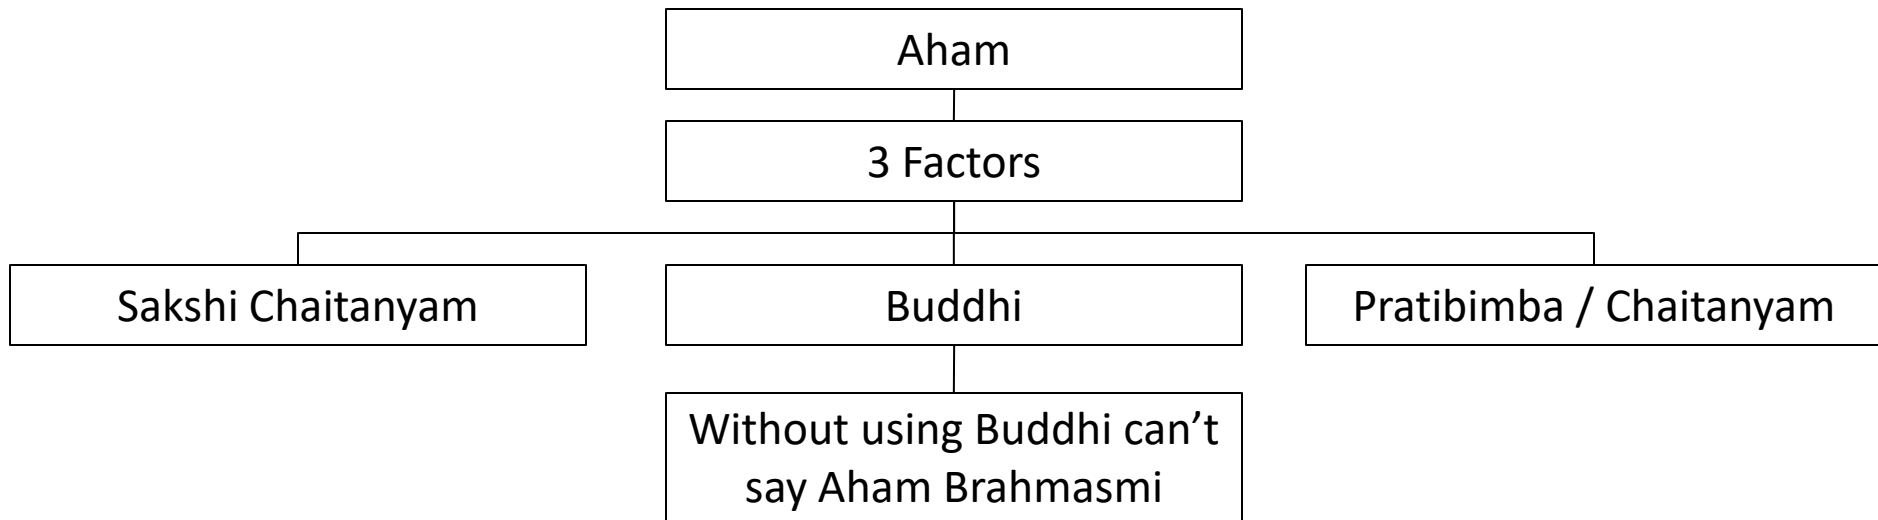 Aham
3 Factors
Sakshi Chaitanyam
Buddhi
Pratibimba / Chaitanyam
Without using Buddhi can’t
say Aham Brahmasmi